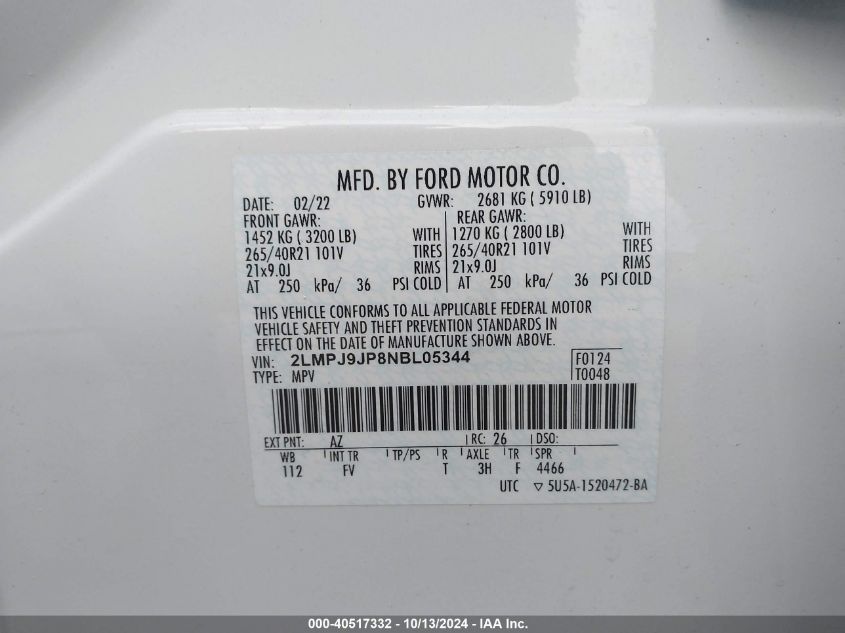 MFD. BY FORD MOTOR CO.
DATE: 02/22 GVWR: 2681 KG ( 5910 LB)
FRONT GAWR: REAR GAWR:
1452 KG ( 3200 LB) WITH 1270 KG ( 2800 LB) WITH
265/40R21 101V TIRES 265/40R21 101V TIRES
21x9.0J RIMS 21x9.0J RIMS
AT 250 kPa/ 36 PSI COLD AT 250 kPa/ 36 PSI COLD
THIS VEHICLE CONFORMS TO ALL APPLICABLE FEDERAL MOTOR
VEHICLE SAFETY AND THEFT PREVENTION STANDARDS IN
EFFECT ON THE DATE OF MANUFACTURE SHOWN ABOVE.
VIN: 2LMPJ9JP8NBL05344 F0124
TYPE: MPV T0048
EXT PNT: AZ RC: 26 DSO:
WB INT TR TP/PS R AXLE TR SPR
112 FV T 3H F 4466
UTC ▽ 5U5A-1520472-BA
000-40517332 - 10/13/2024 - IAA Inc.